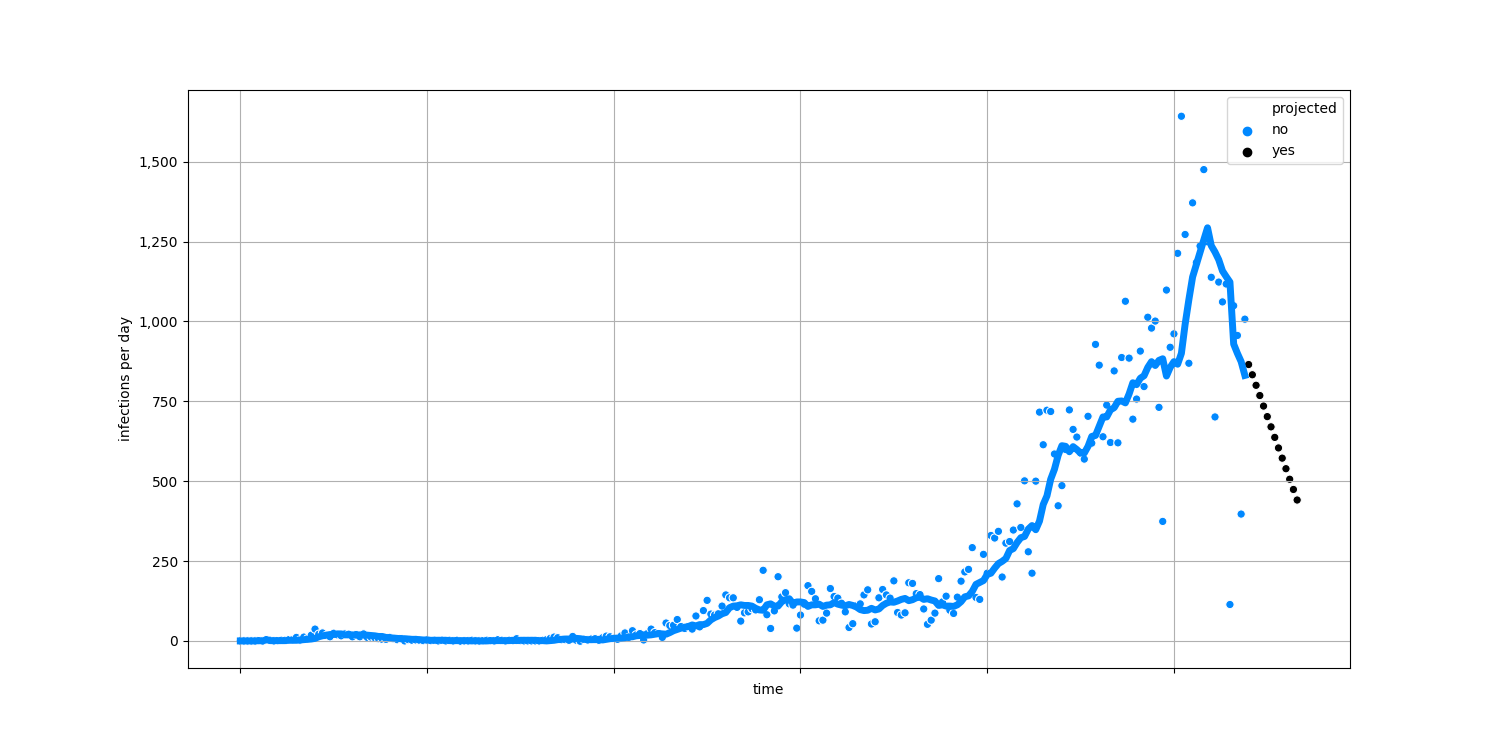 projected
no
yes
1,500
1,250
1,000
750
500
250
0
infections per day
time